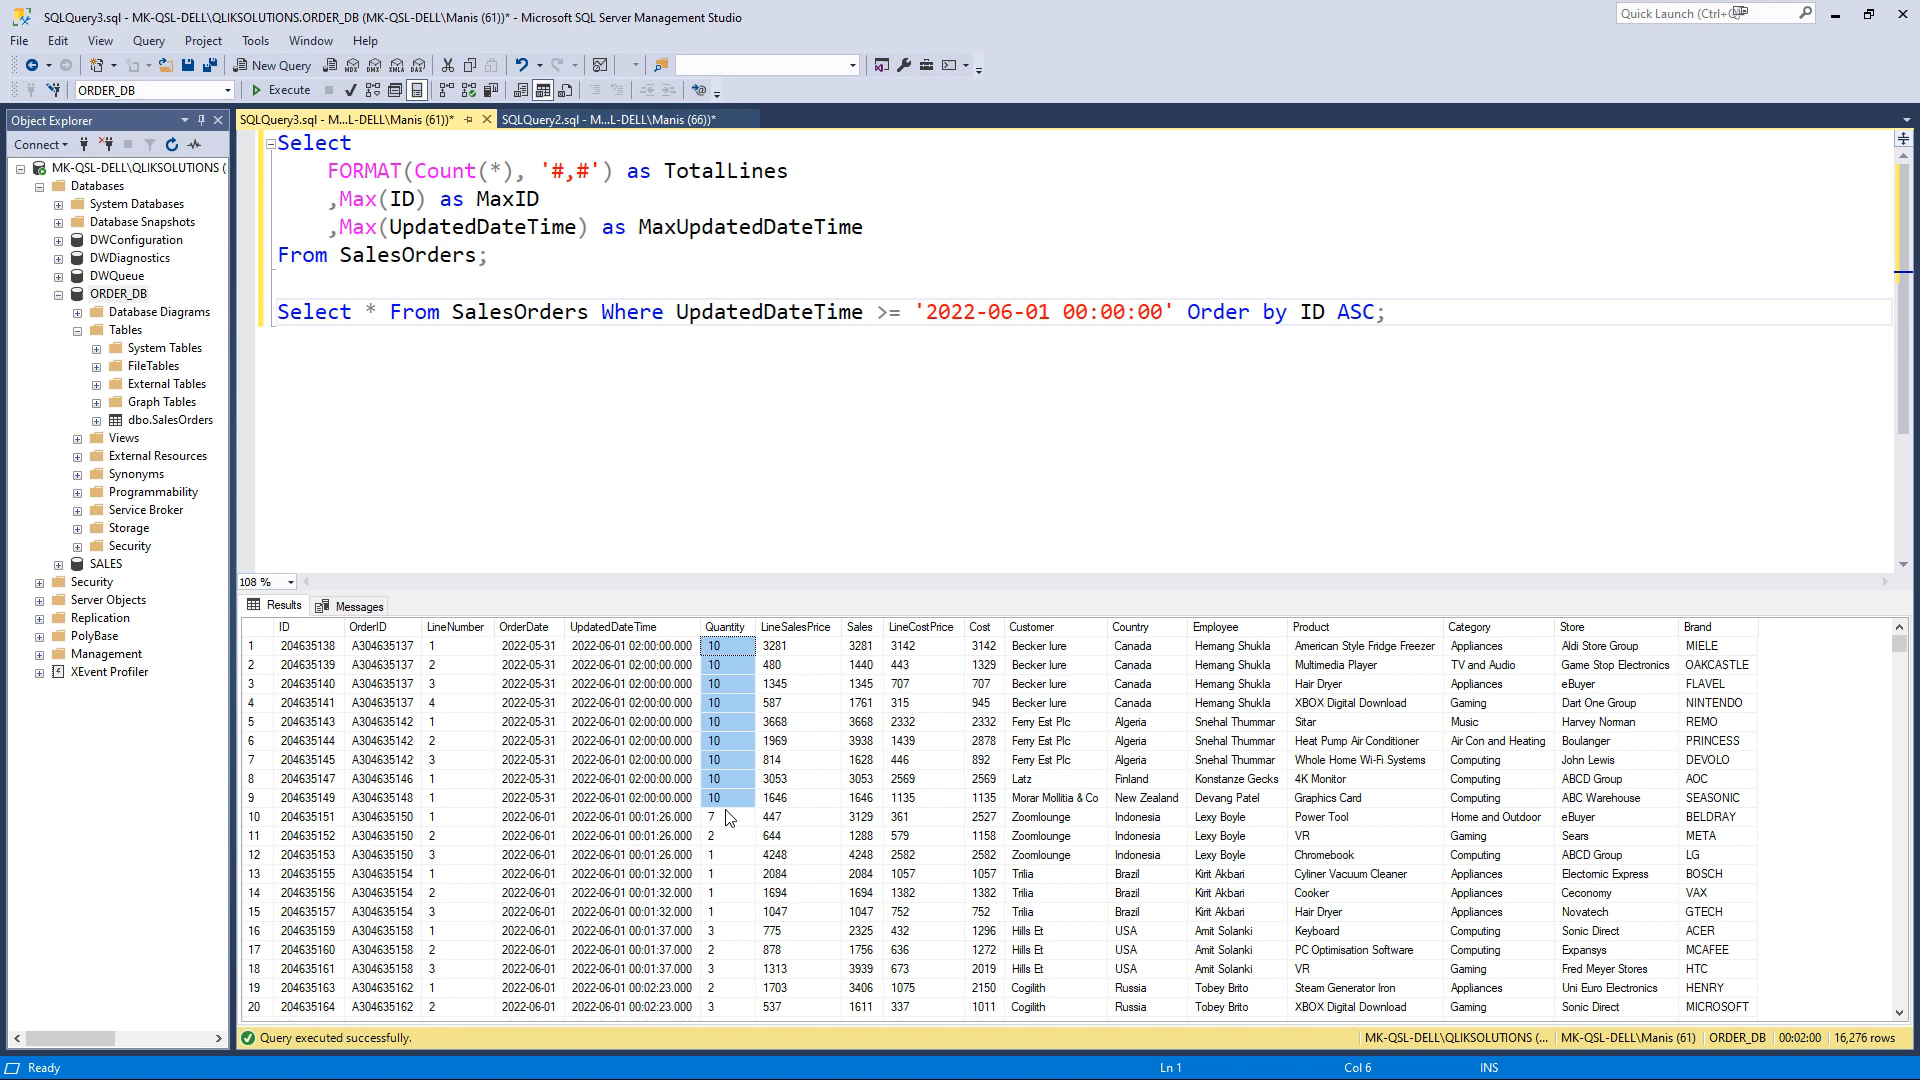 SQLQuery3.sql - MK-QSL-DELL\QLIKSOLUTIONS.ORDER_DB (MK-QSL-DELL\Manis (61))* - Microsoft SQL Server Management Studio
Quick Launch (Ctrl+Q)
File Edit View Query Project Tools Window Help
New Query
ORDER_DB Execute
Object Explorer
SQLQuery3.sql - M...L-DELL\Manis (61))* SQLQuery2.sql - M...L-DELL\Manis (66))*
Connect
MK-QSL-DELL\QLIKSOLUTIONS (
Databases
System Databases
Database Snapshots
DWConfiguration
DWDiagnostics
DWQueue
ORDER_DB
Database Diagrams
Tables
System Tables
FileTables
External Tables
Graph Tables
dbo.SalesOrders
Views
External Resources
Synonyms
Programmability
Service Broker
Storage
Security
SALES
Security
Server Objects
Replication
PolyBase
Management
XEvent Profiler
Select
FORMAT(Count(*), '#,#') as TotalLines
,Max(ID) as MaxID
,Max(UpdatedDateTime) as MaxUpdatedDateTime
From SalesOrders;
Select * From SalesOrders Where UpdatedDateTime >= '2022-06-01 00:00:00' Order by ID ASC;
108 %
Results Messages
ID OrderID LineNumber OrderDate UpdatedDateTime Quantity LineSalesPrice Sales LineCostPrice Cost Customer Country Employee Product Category Store Brand
1 204635138 A304635137 1 2022-05-31 2022-06-01 02:00:00.000 10 3281 3281 3142 3142 Becker Iure Canada Hemang Shukla American Style Fridge Freezer Appliances Aldi Store Group MIELE
2 204635139 A304635137 2 2022-05-31 2022-06-01 02:00:00.000 10 480 1440 443 1329 Becker Iure Canada Hemang Shukla Multimedia Player TV and Audio Game Stop Electronics OAKCASTLE
3 204635140 A304635137 3 2022-05-31 2022-06-01 02:00:00.000 10 1345 1345 707 707 Becker Iure Canada Hemang Shukla Hair Dryer Appliances eBuyer FLAVEL
4 204635141 A304635137 4 2022-05-31 2022-06-01 02:00:00.000 10 587 1761 315 945 Becker Iure Canada Hemang Shukla XBOX Digital Download Gaming Dart One Group NINTENDO
5 204635143 A304635142 1 2022-05-31 2022-06-01 02:00:00.000 10 3668 3668 2332 2332 Ferry Est Plc Algeria Snehal Thummar Sitar Music Harvey Norman REMO
6 204635144 A304635142 2 2022-05-31 2022-06-01 02:00:00.000 10 1969 3938 1439 2878 Ferry Est Plc Algeria Snehal Thummar Heat Pump Air Conditioner Air Con and Heating Boulanger PRINCESS
7 204635145 A304635142 3 2022-05-31 2022-06-01 02:00:00.000 10 814 1628 446 892 Ferry Est Plc Algeria Snehal Thummar Whole Home Wi-Fi Systems Computing John Lewis DEVOLO
8 204635147 A304635146 1 2022-05-31 2022-06-01 02:00:00.000 10 3053 3053 2569 2569 Latz Finland Konstanze Gecks 4K Monitor Computing ABCD Group AOC
9 204635149 A304635148 1 2022-05-31 2022-06-01 02:00:00.000 10 1646 1646 1135 1135 Morar Mollitia & Co New Zealand Devang Patel Graphics Card Computing ABC Warehouse SEASONIC
10 204635151 A304635150 1 2022-06-01 2022-06-01 00:01:26.000 7 447 3129 361 2527 Zoomlounge Indonesia Lexy Boyle Power Tool Home and Outdoor eBuyer BELDRAY
11 204635152 A304635150 2 2022-06-01 2022-06-01 00:01:26.000 2 644 1288 579 1158 Zoomlounge Indonesia Lexy Boyle VR Gaming Sears META
12 204635153 A304635150 3 2022-06-01 2022-06-01 00:01:26.000 1 4248 4248 2582 2582 Zoomlounge Indonesia Lexy Boyle Chromebook Computing ABCD Group LG
13 204635155 A304635154 1 2022-06-01 2022-06-01 00:01:32.000 1 2084 2084 1057 1057 Trilia Brazil Kirit Akbari Cyliner Vacuum Cleaner Appliances Electornic Express BOSCH
14 204635156 A304635154 2 2022-06-01 2022-06-01 00:01:32.000 1 1694 1694 1382 1382 Trilia Brazil Kirit Akbari Cooker Appliances Ceconomy VAX
15 204635157 A304635154 3 2022-06-01 2022-06-01 00:01:32.000 1 1047 1047 752 752 Trilia Brazil Kirit Akbari Hair Dryer Appliances Novatech GTECH
16 204635159 A304635158 1 2022-06-01 2022-06-01 00:01:37.000 3 775 2325 432 1296 Hills Et USA Amit Solanki Keyboard Computing Sonic Direct ACER
17 204635160 A304635158 2 2022-06-01 2022-06-01 00:01:37.000 2 878 1756 636 1272 Hills Et USA Amit Solanki PC Optimisation Software Computing Expansys MCAFEE
18 204635161 A304635158 3 2022-06-01 2022-06-01 00:01:37.000 3 1313 3939 673 2019 Hills Et USA Amit Solanki VR Gaming Fred Meyer Stores HTC
19 204635163 A304635162 1 2022-06-01 2022-06-01 00:02:23.000 2 1703 3406 1075 2150 Cogilith Russia Tobey Brito Steam Generator Iron Appliances Uni Euro Electronics HENRY
20 204635164 A304635162 2 2022-06-01 2022-06-01 00:02:23.000 3 537 1611 337 1011 Cogilith Russia Tobey Brito XBOX Digital Download Gaming Sonic Direct MICROSOFT
Query executed successfully. MK-QSL-DELL\QLIKSOLUTIONS (... MK-QSL-DELL\Manis (61) ORDER_DB 00:02:00 16,276 rows
Ready Ln 1 Col 6 INS